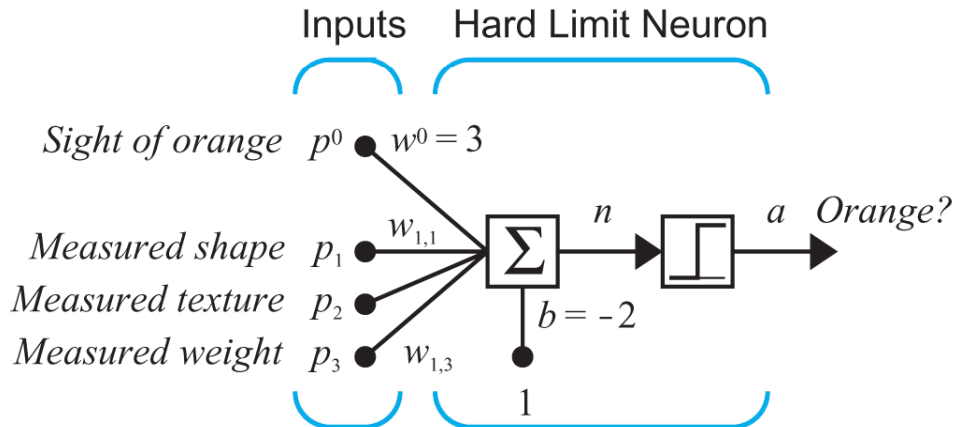 Inputs Hard Limit Neuron
Sight of orange p⁰ w⁰ = 3
n a Orange?
Measured shape p₁ w₁,₁
Σ
Measured texture p₂
b = -2
Measured weight p₃ w₁,₃
1